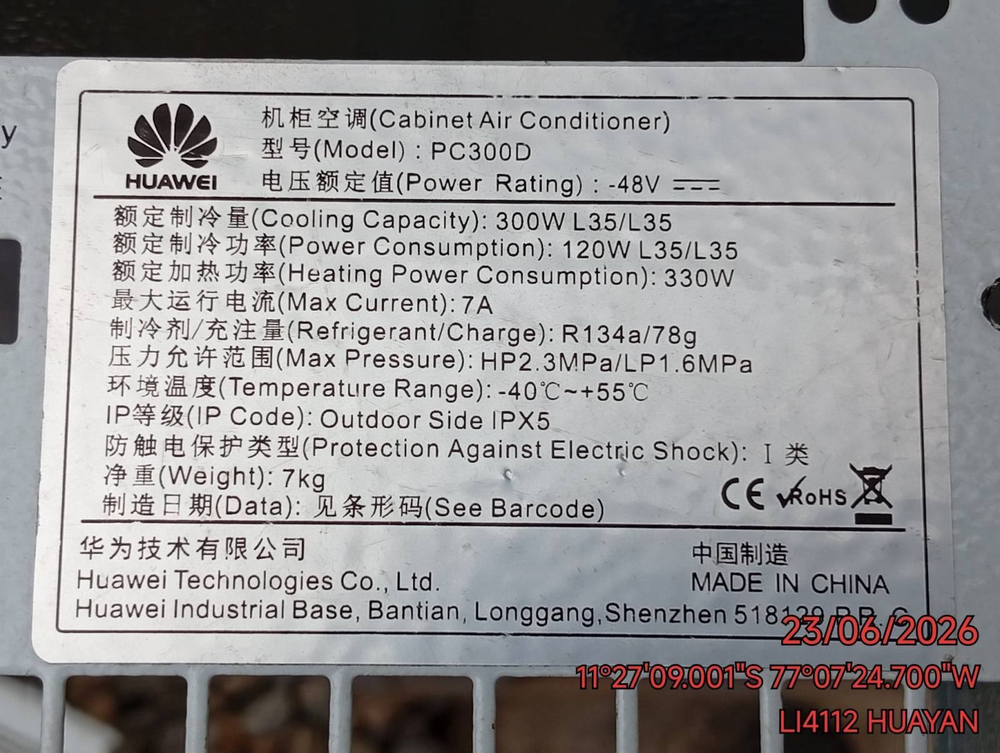 y
HUAWEI
机柜空调(Cabinet Air Conditioner)
型号(Model) : PC300D
电压额定值(Power Rating) : -48V
额定制冷量(Cooling Capacity): 300W L35/L35
额定制冷功率(Power Consumption): 120W L35/L35
额定加热功率(Heating Power Consumption): 330W
最大运行电流(Max Current): 7A
制冷剂/充注量(Refrigerant/Charge): R134a/78g
压力允许范围(Max Pressure): HP2.3MPa/LP1.6MPa
环境温度(Temperature Range): -40℃~+55℃
IP等级(IP Code): Outdoor Side IPX5
防触电保护类型(Protection Against Electric Shock): I 类
净重(Weight): 7kg
制造日期(Data): 见条形码(See Barcode)
CE RoHS
华为技术有限公司
中国制造
Huawei Technologies Co., Ltd.
MADE IN CHINA
Huawei Industrial Base, Bantian, Longgang,Shenzhen 518129 P.R. C
23/06/2026
11°27'09.001"S 77°07'24.700"W
LI4112 HUAYAN